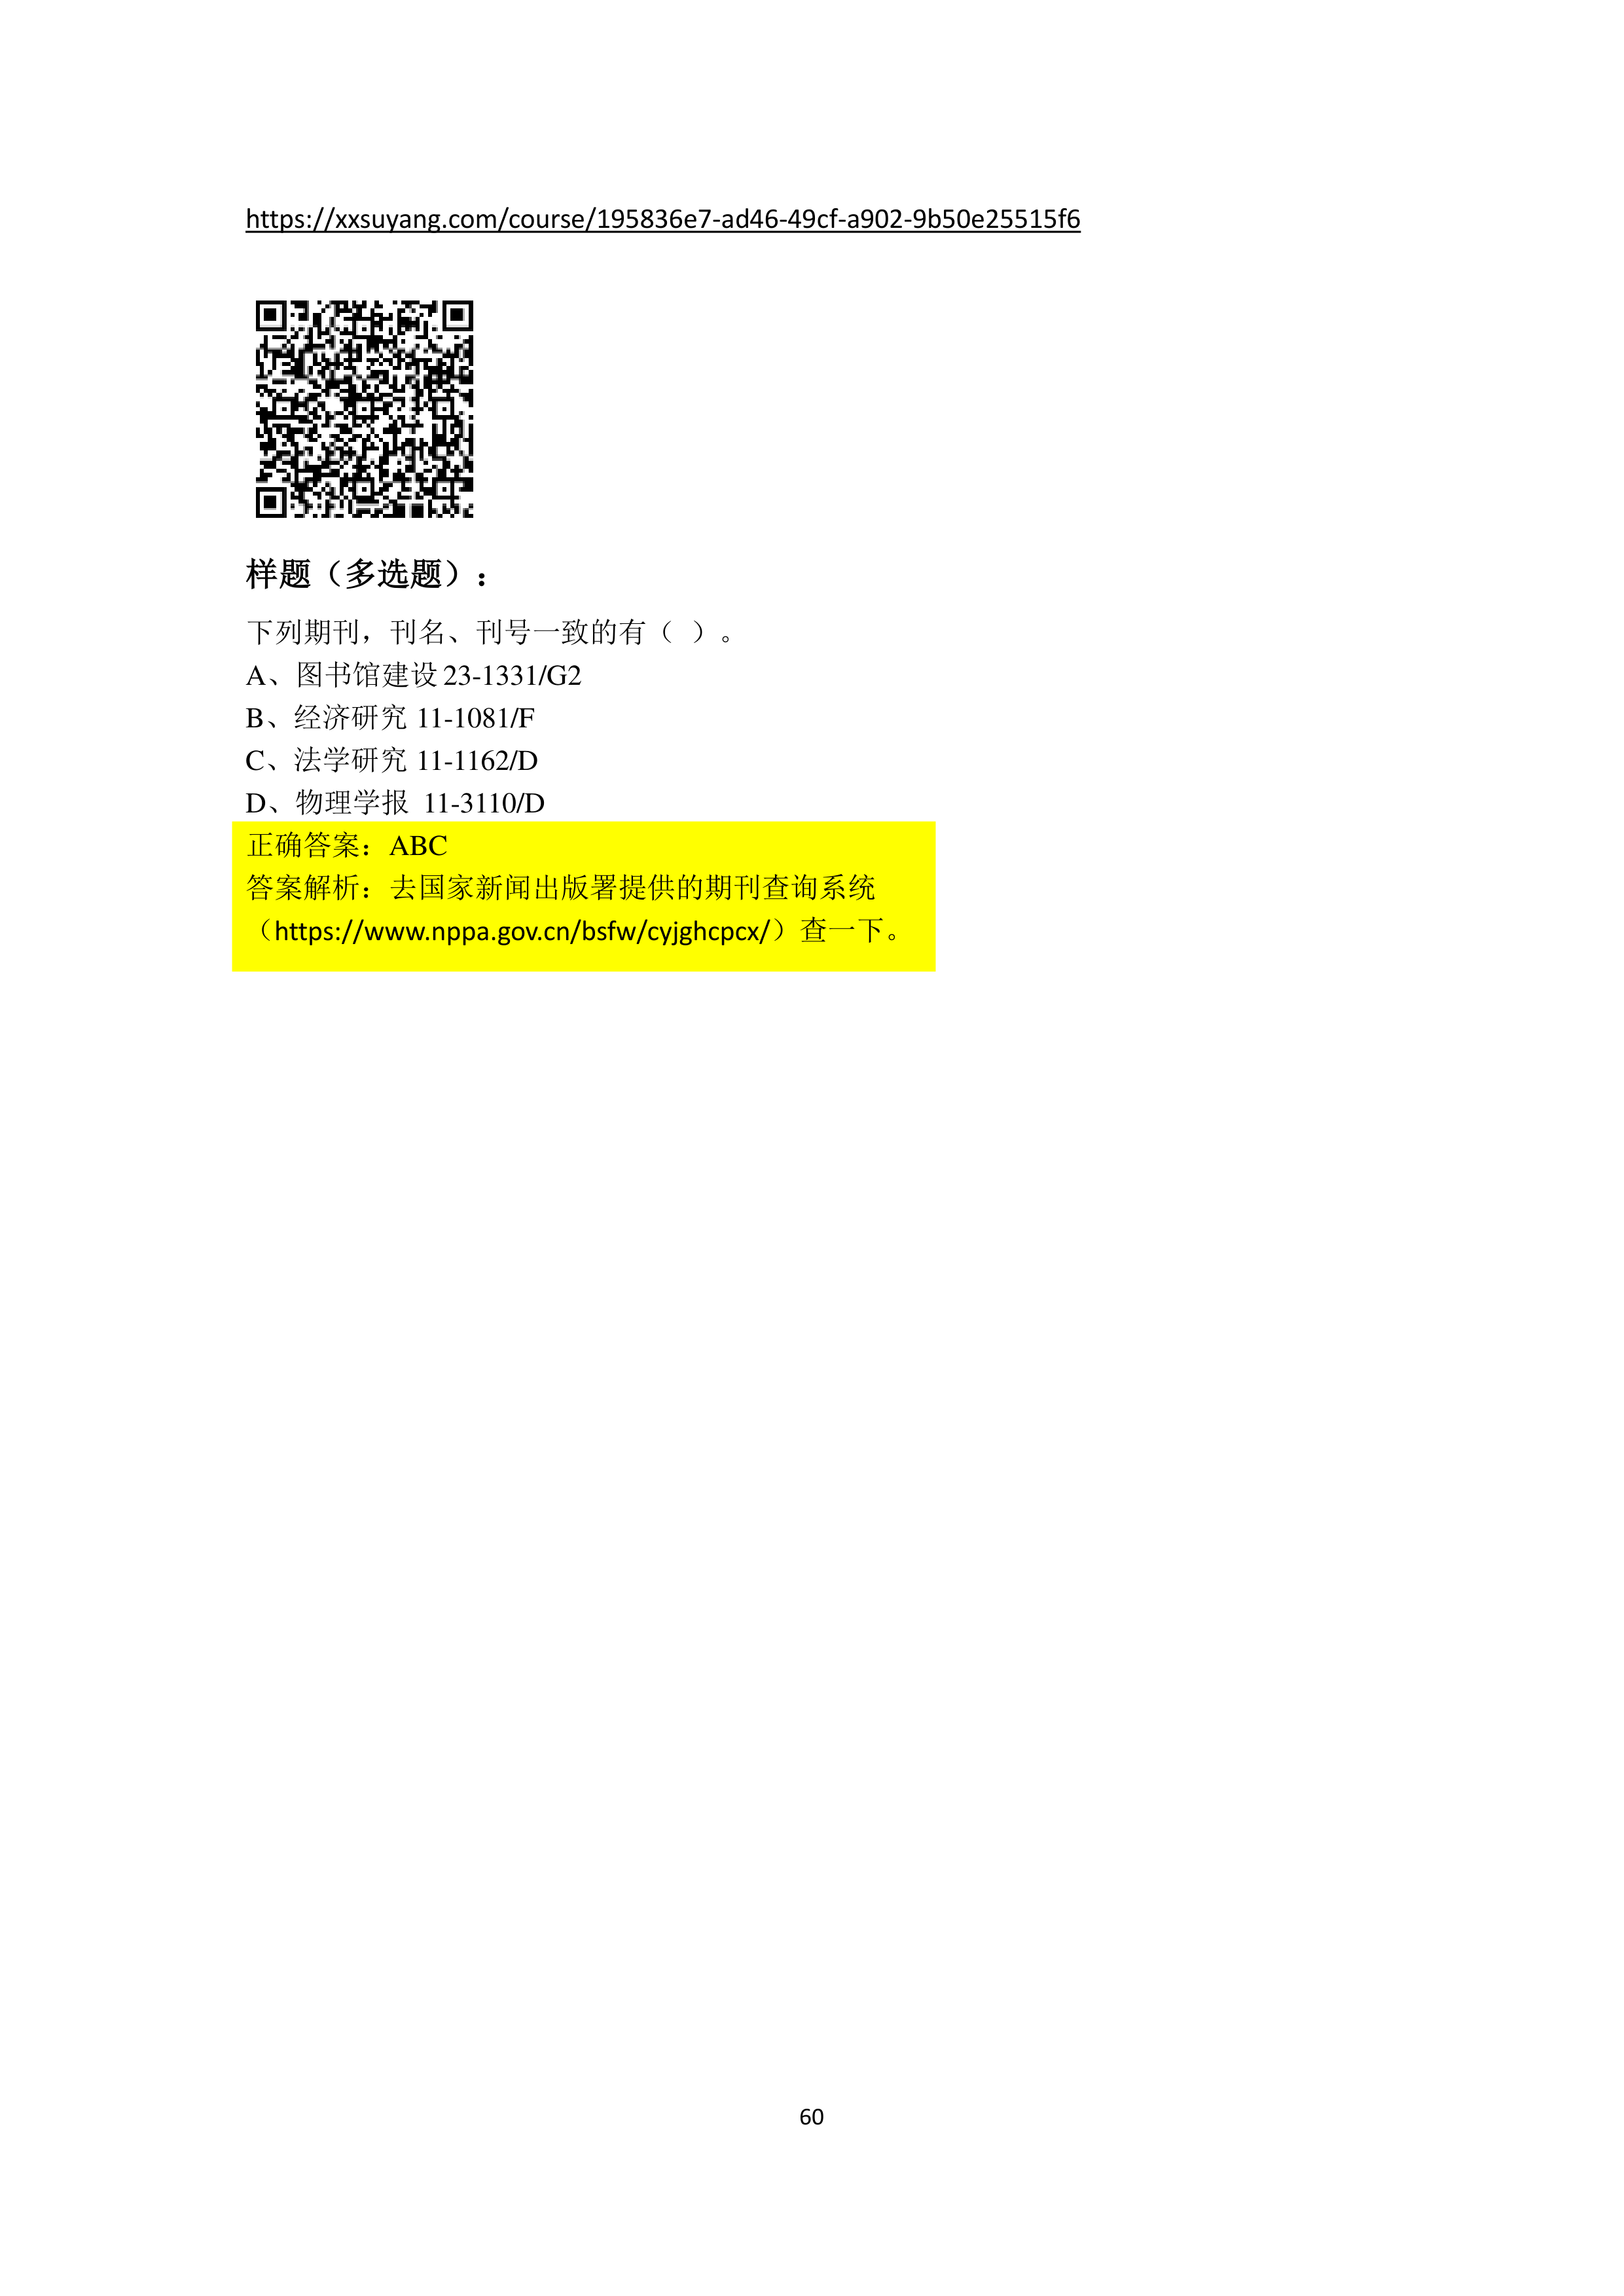 https://xxsuyang.com/course/195836e7-ad46-49cf-a902-9b50e25515f6
样题（多选题）：
下列期刊，刊名、刊号一致的有（ ）。
A、图书馆建设 23-1331/G2
B、经济研究 11-1081/F
C、法学研究 11-1162/D
D、物理学报 11-3110/D
正确答案：ABC
答案解析：去国家新闻出版署提供的期刊查询系统
（https://www.nppa.gov.cn/bsfw/cyjghcpcx/）查一下。
60